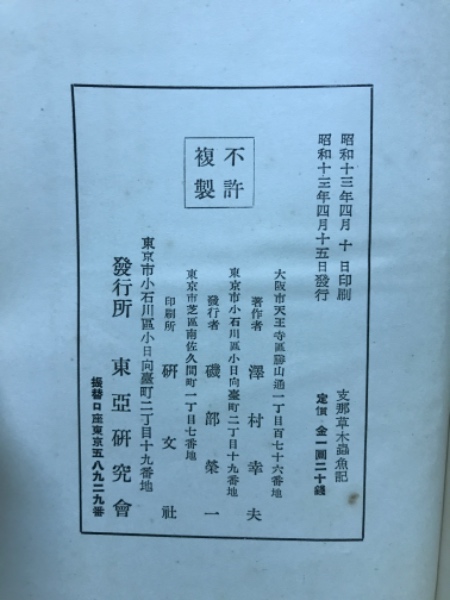 支那草木蟲魚記
定價 金一圓二十錢
昭和十三年四月 十 日印刷
昭和十三年四月十五日發行
不許
複製
大阪市天王寺區勝山通一丁目百七十六番地
著作者 澤村幸夫
東京市小石川區小日向臺町二丁目十九番地
發行者 磯部榮一
東京市芝區南佐久間町一丁目七番地
印刷所 研文社
東京市小石川區小日向臺町二丁目十九番地
發行所 東亞研究會
振替口座東京五八九二九番